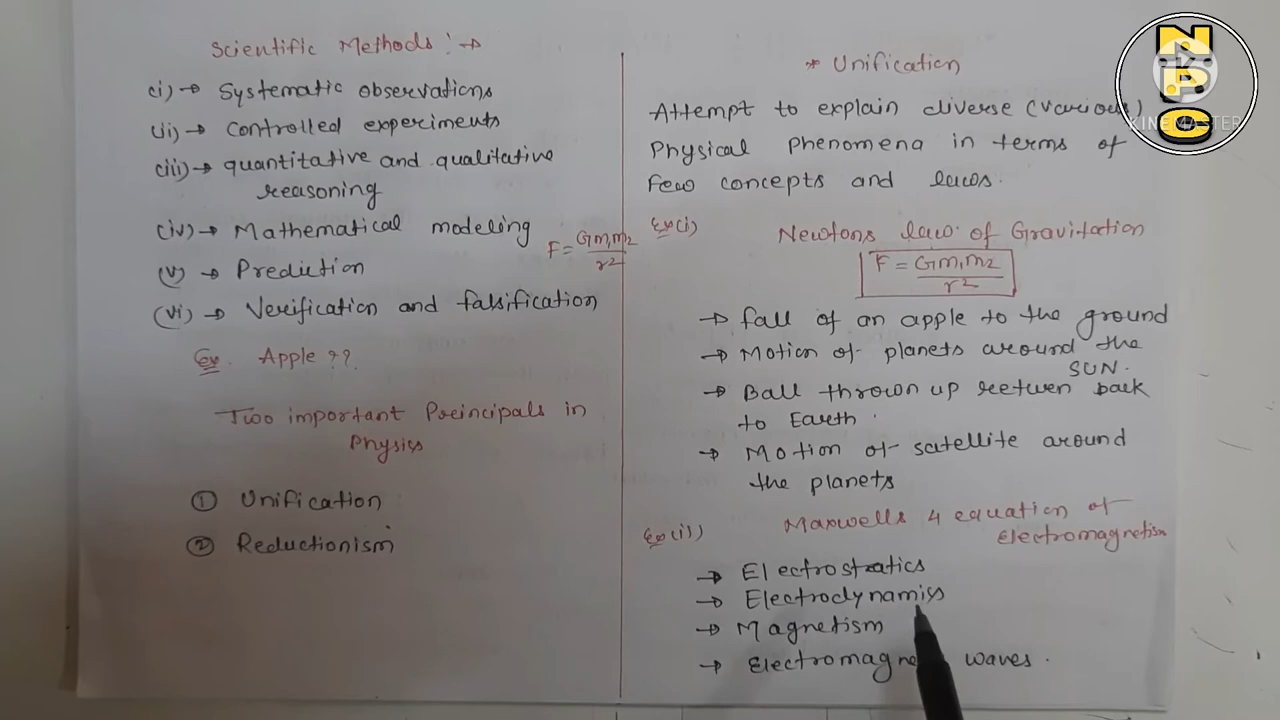 Scientific Methods :→
(i) → Systematic observations
(ii) → Controlled experiments
(iii) → quantitative and qualitative
reasoning
(iv) → Mathematical modeling
F = Gm1m2/r²
(v) → Prediction
(vi) → Verification and falsification
Ex. Apple ??
Two important Principals in
Physics
① Unification
② Reductionism
* Unification
Attempt to explain diverse (various)
Physical phenomena in terms of
few concepts and laws.
Ex (i) Newtons law of Gravitation
F = Gm1m2/r²
→ fall of an apple to the ground
→ Motion of planets around the
SUN.
→ Ball thrown up reetwen back
to Earth.
→ Motion of satellite around
the planets
Ex (ii) Maxwells 4 equation of
Electromagnetism
→ Electrostatics
→ Electrodynamics
→ Magnetism
→ waves.
KINEMASTER